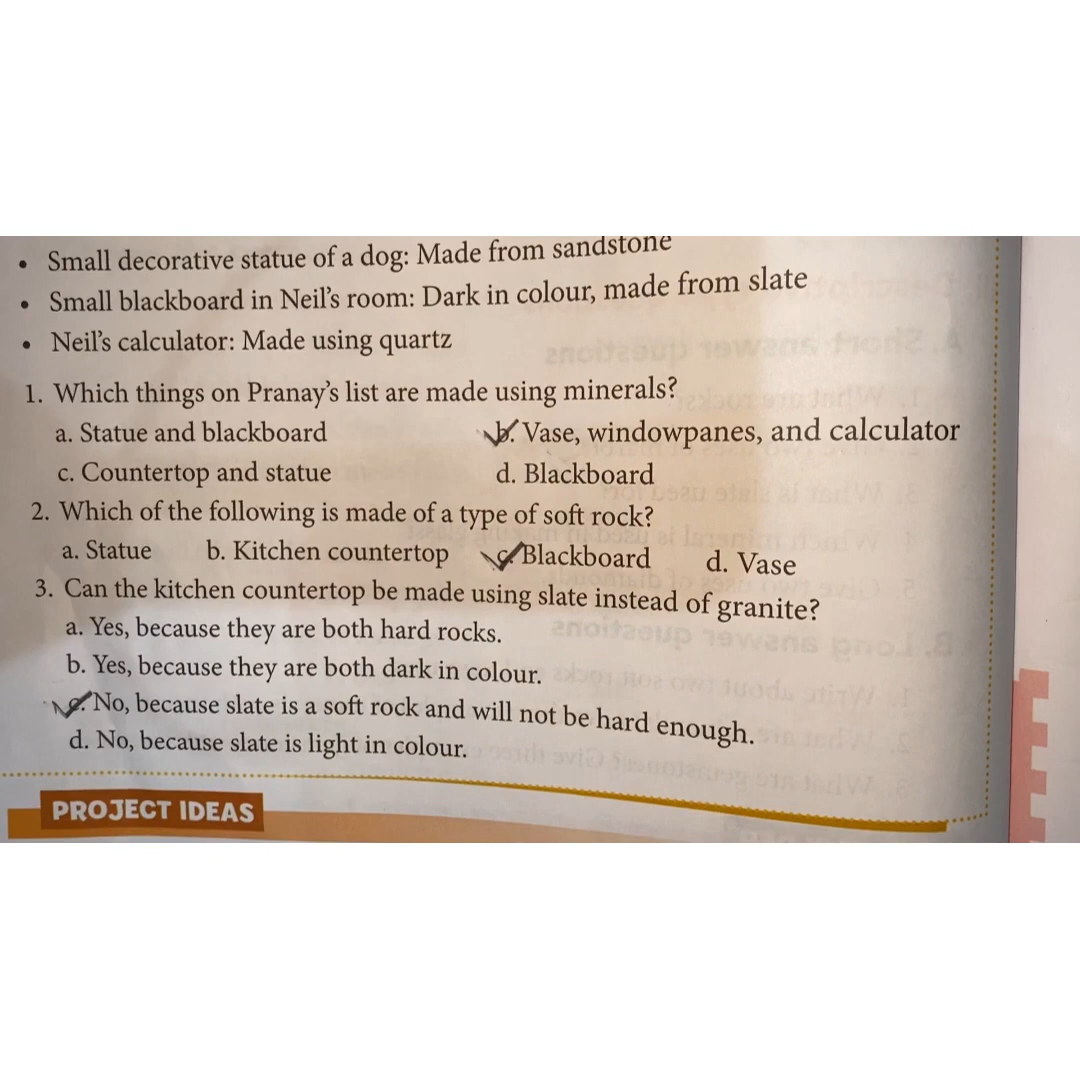 • Small decorative statue of a dog: Made from sandstone
• Small blackboard in Neil's room: Dark in colour, made from slate
• Neil's calculator: Made using quartz
1. Which things on Pranay's list are made using minerals?
a. Statue and blackboard b. Vase, windowpanes, and calculator
c. Countertop and statue d. Blackboard
2. Which of the following is made of a type of soft rock?
a. Statue b. Kitchen countertop c. Blackboard d. Vase
3. Can the kitchen countertop be made using slate instead of granite?
a. Yes, because they are both hard rocks.
b. Yes, because they are both dark in colour.
c. No, because slate is a soft rock and will not be hard enough.
d. No, because slate is light in colour.
PROJECT IDEAS